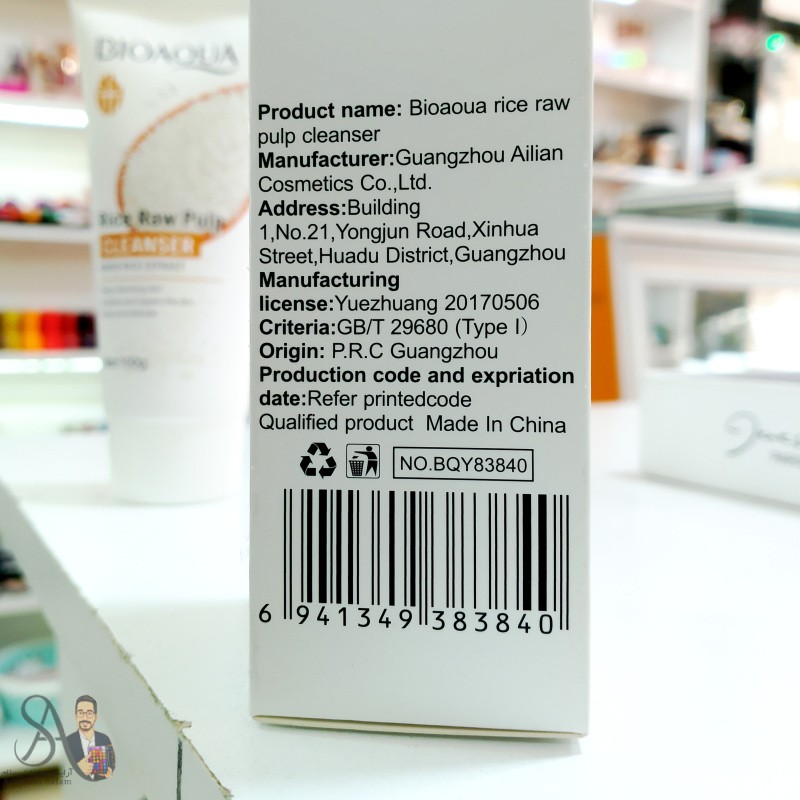 BIOAQUA
Rice Raw Pulp
CLEANSER
Product name: Bioaoua rice raw
pulp cleanser
Manufacturer:Guangzhou Ailian
Cosmetics Co.,Ltd.
Address:Building
1,No.21,Yongjun Road,Xinhua
Street,Huadu District,Guangzhou
Manufacturing
license:Yuezhuang 20170506
Criteria:GB/T 29680 (Type I)
Origin: P.R.C Guangzhou
Production code and expriation
date:Refer printedcode
Qualified product Made In China
NO.BQY83840
6 941349 383840
SA